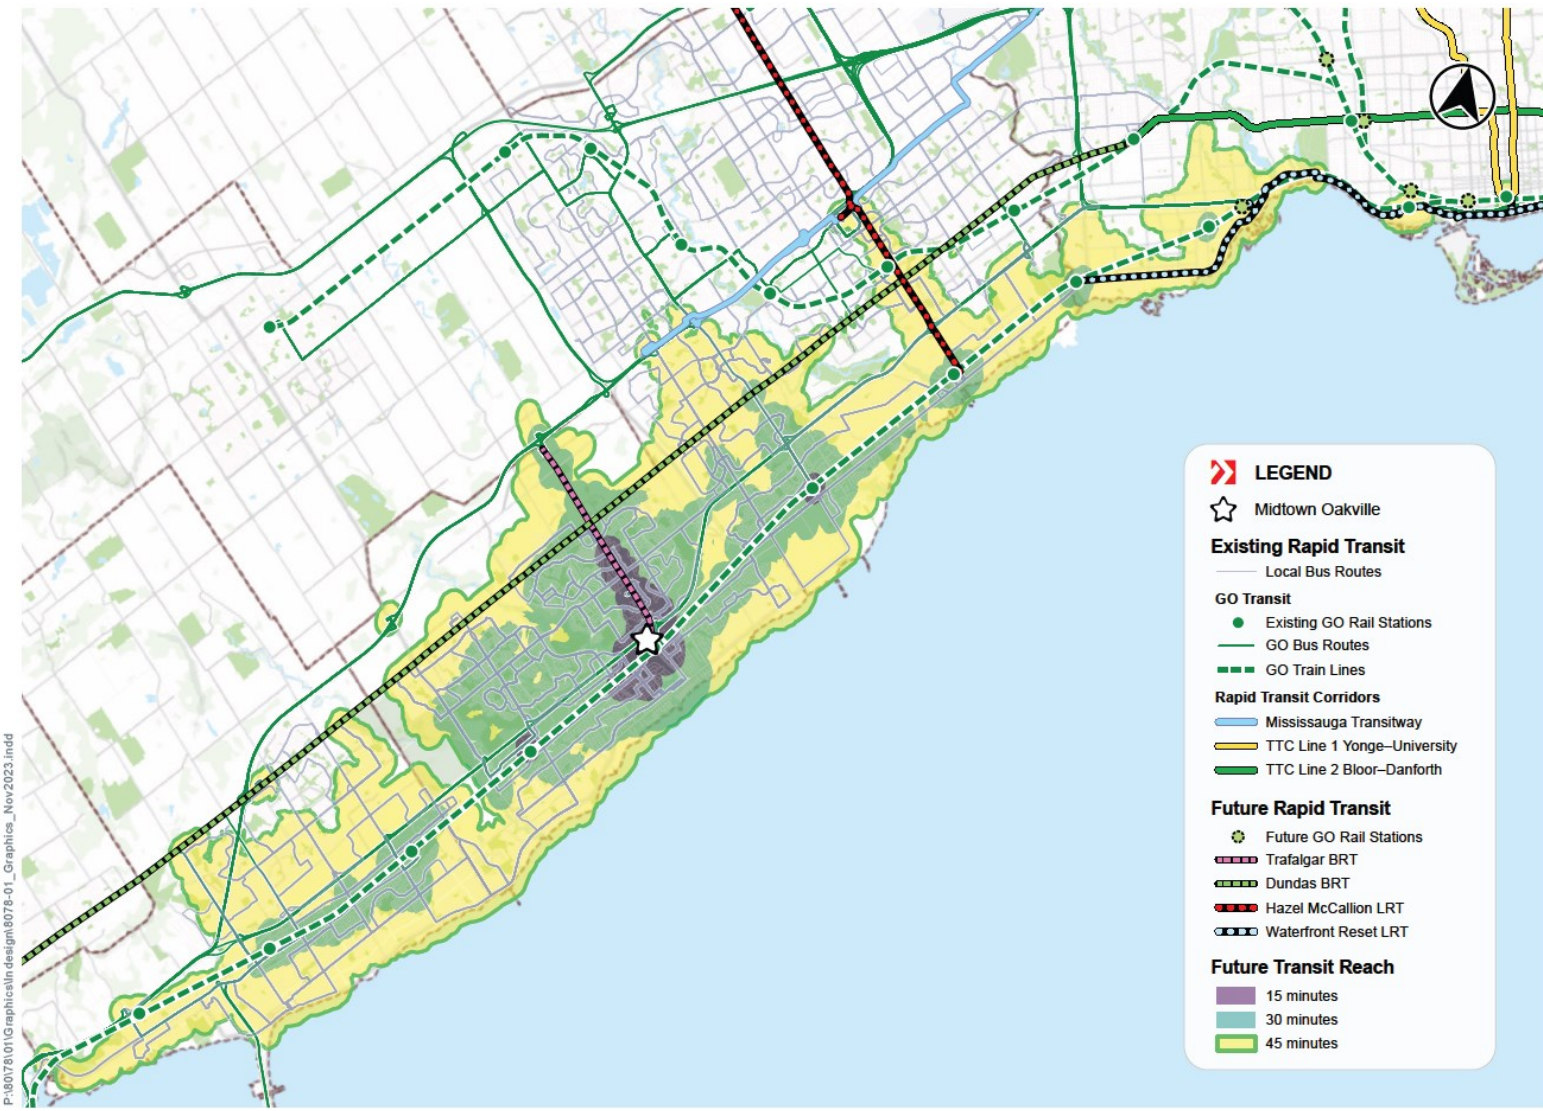 LEGEND
Midtown Oakville
Existing Rapid Transit
Local Bus Routes
GO Transit
Existing GO Rail Stations
GO Bus Routes
GO Train Lines
Rapid Transit Corridors
Mississauga Transitway
TTC Line 1 Yonge–University
TTC Line 2 Bloor–Danforth
Future Rapid Transit
Future GO Rail Stations
Trafalgar BRT
Dundas BRT
Hazel McCallion LRT
Waterfront Reset LRT
Future Transit Reach
15 minutes
30 minutes
45 minutes
P:\80\78\01\Graphics\Indesign\8078-01_Graphics_Nov2023.indd